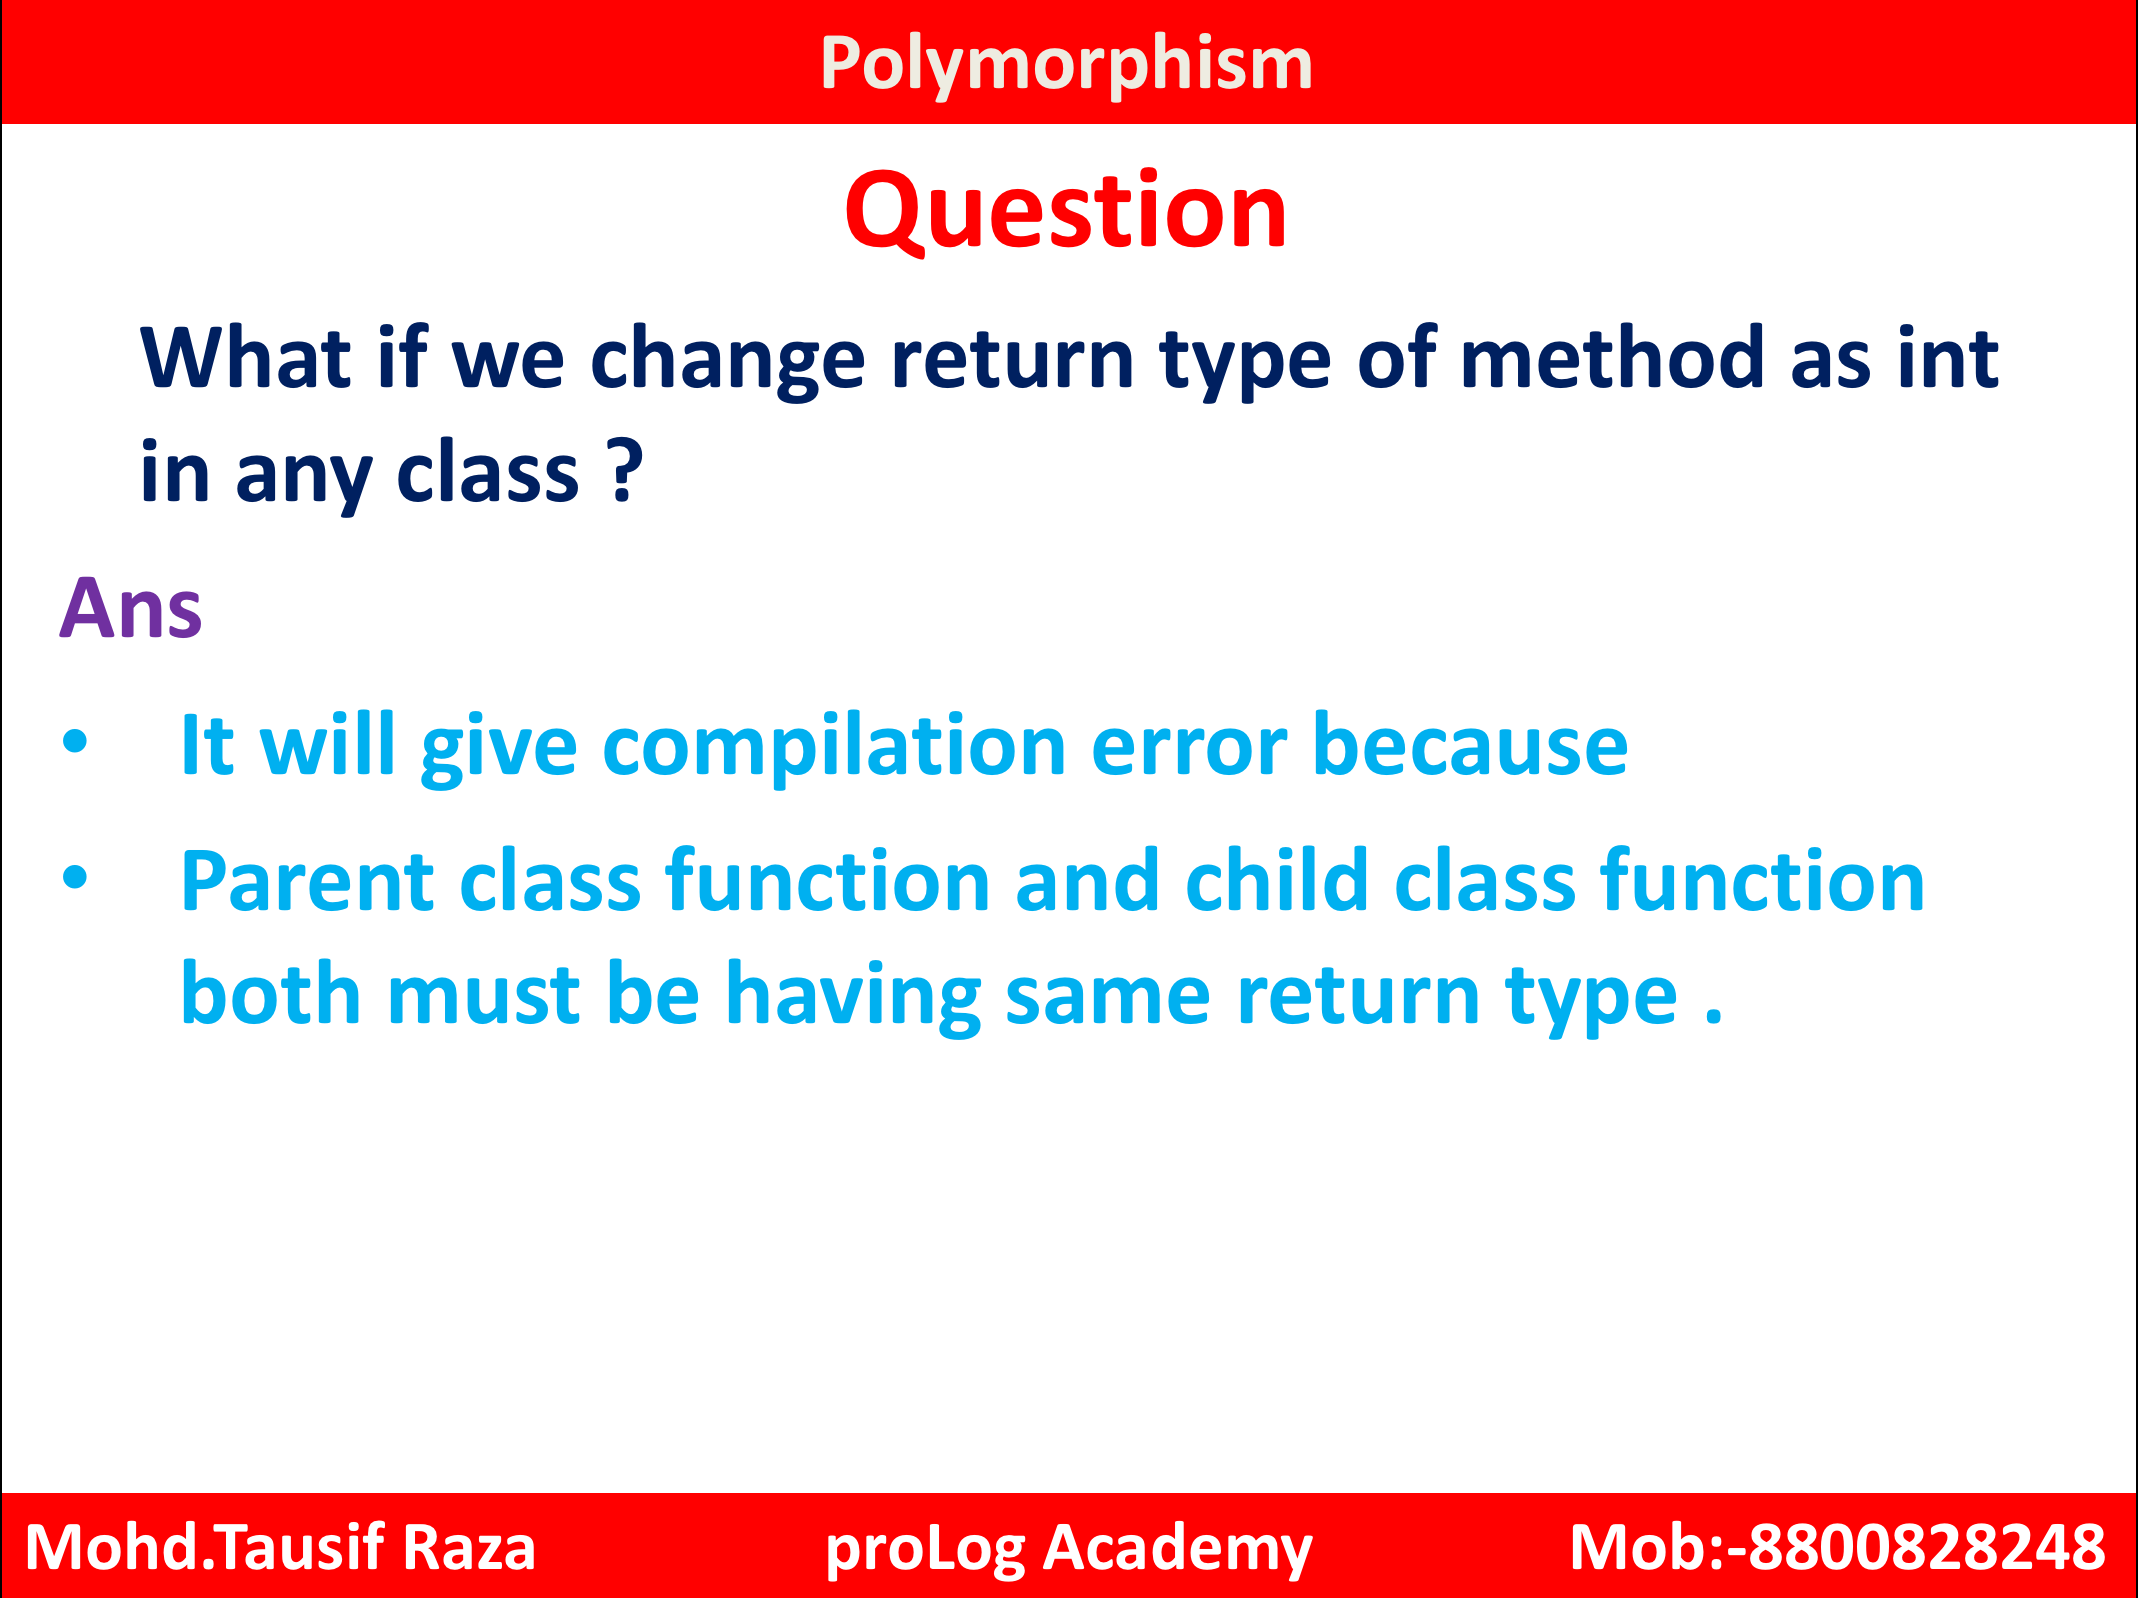 Polymorphism
Question
What if we change return type of method as int
in any class ?
Ans
• It will give compilation error because
• Parent class function and child class function
both must be having same return type .
Mohd.Tausif Raza proLog Academy Mob:-8800828248